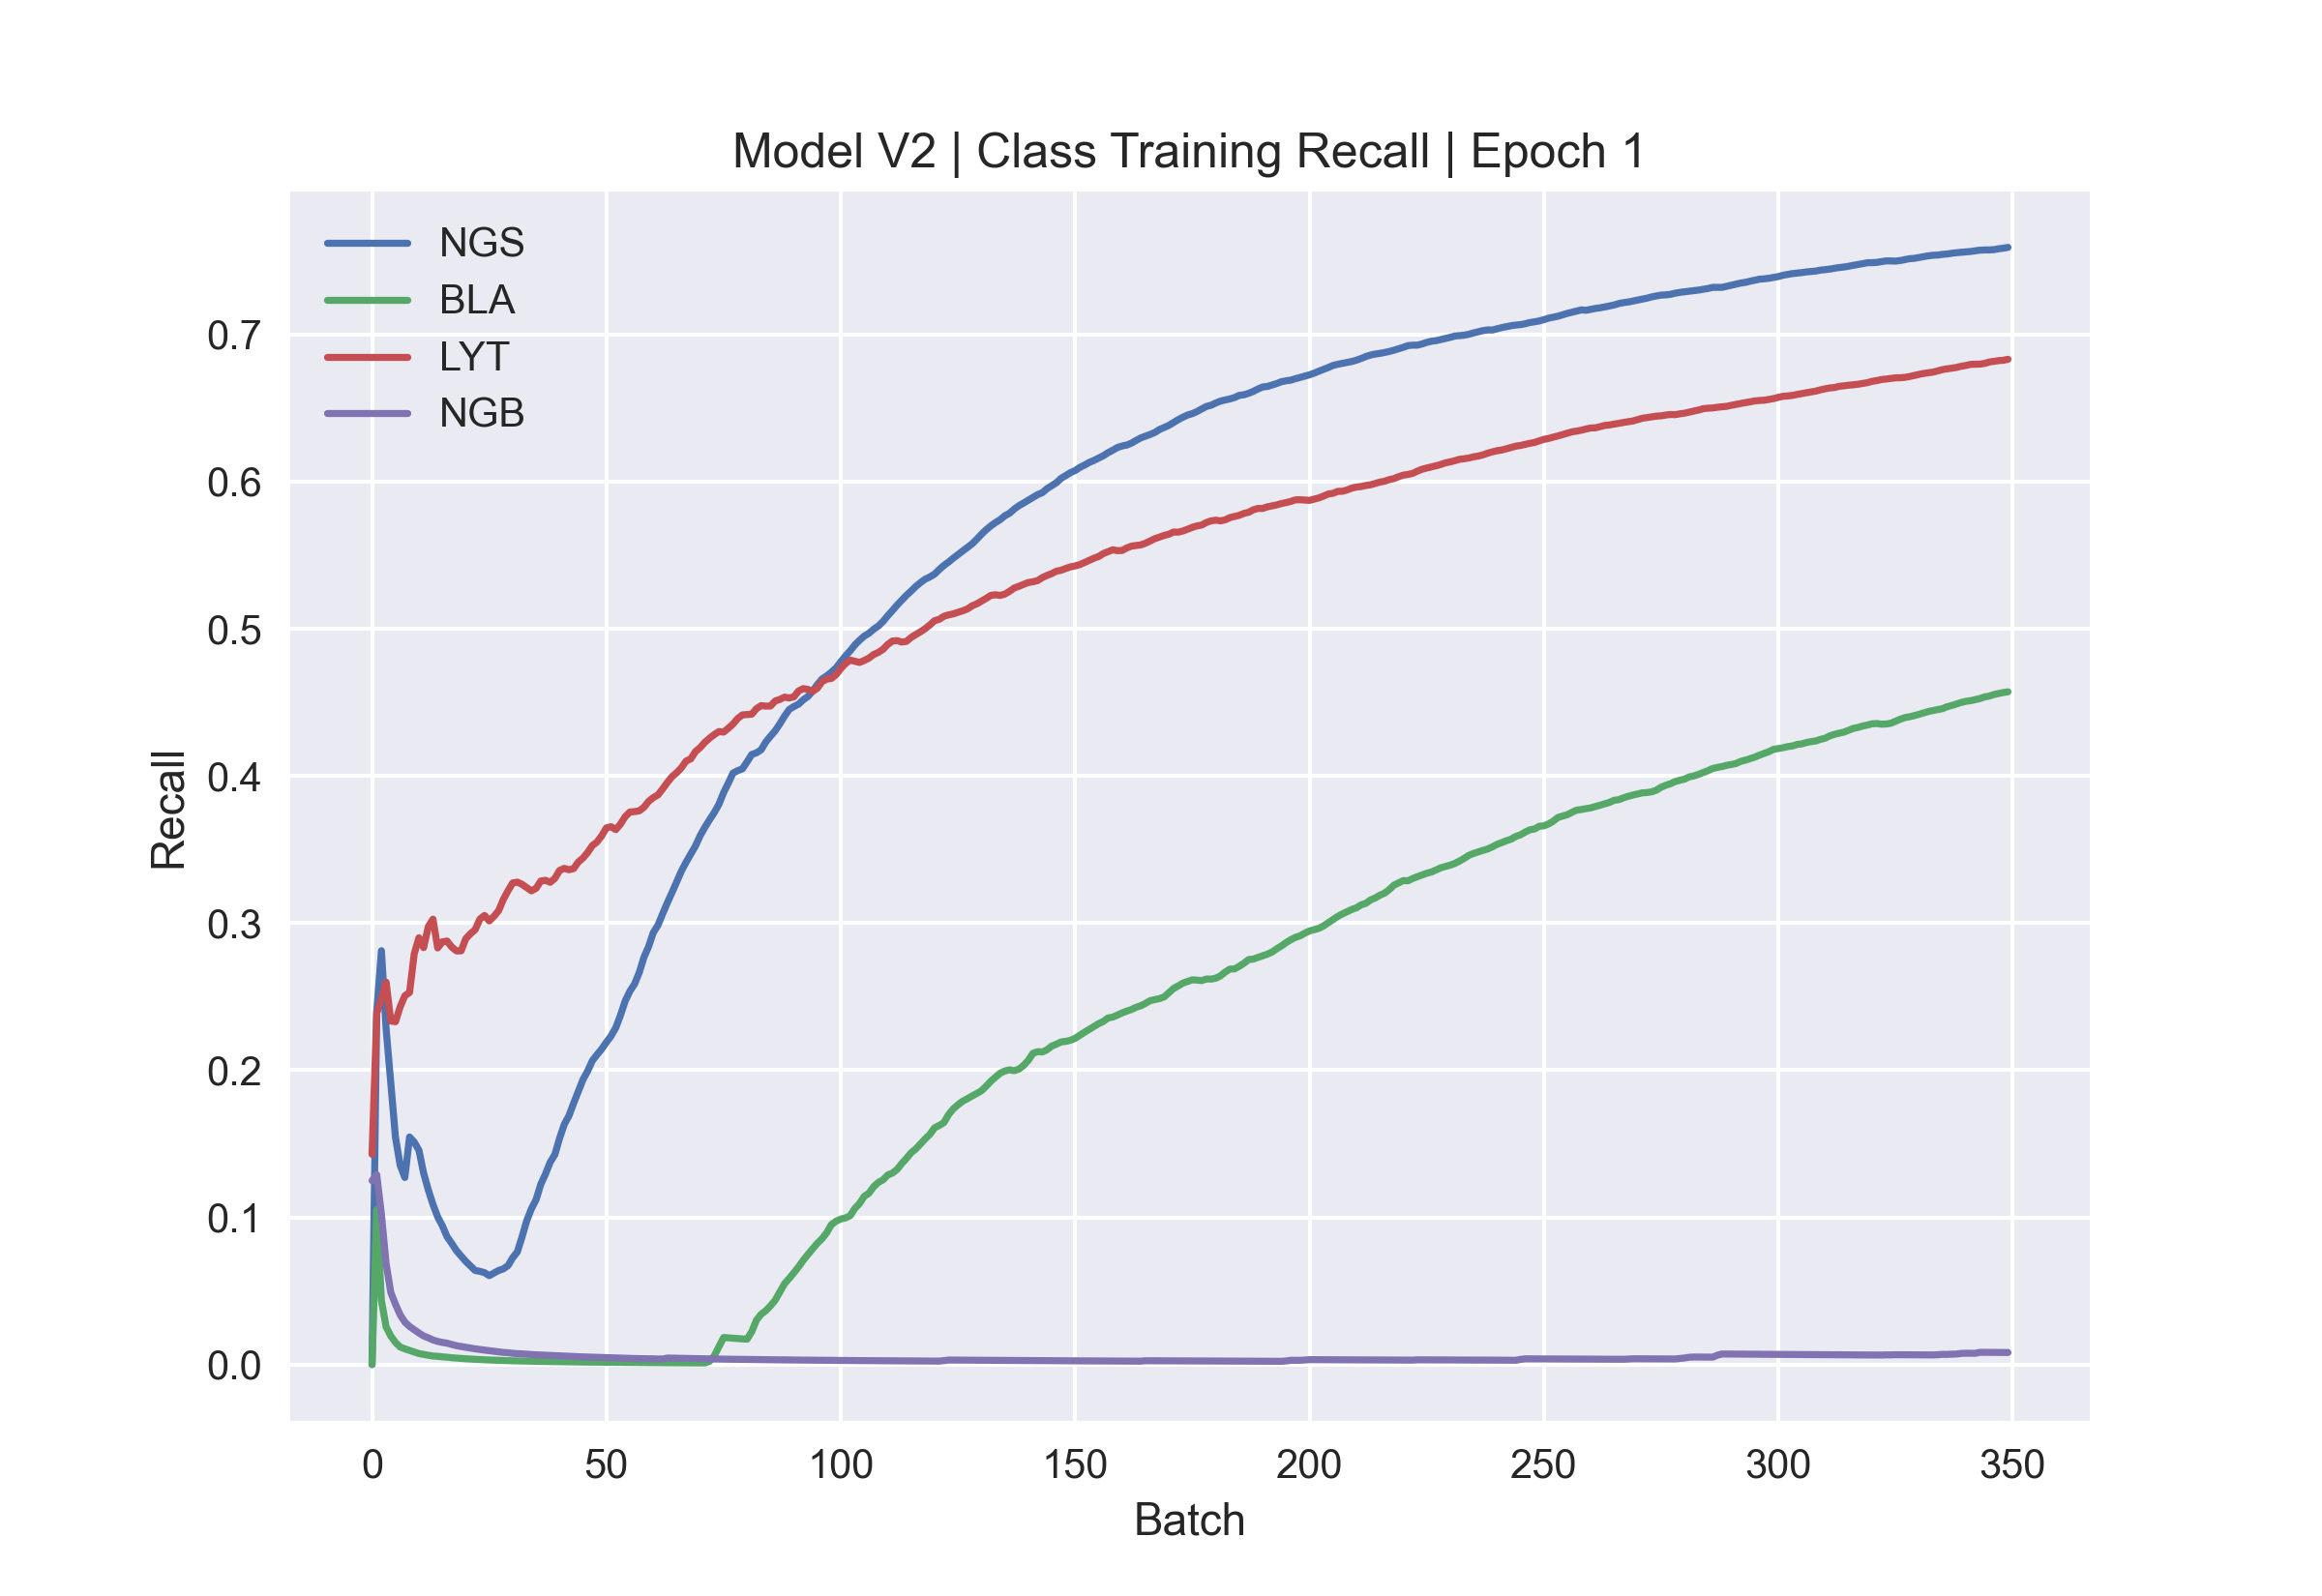 Model V2 | Class Training Recall | Epoch 1
NGS
BLA
LYT
NGB
0.7
0.6
0.5
0.4
0.3
0.2
0.1
0.0
Recall
0 50 100 150 200 250 300 350
Batch